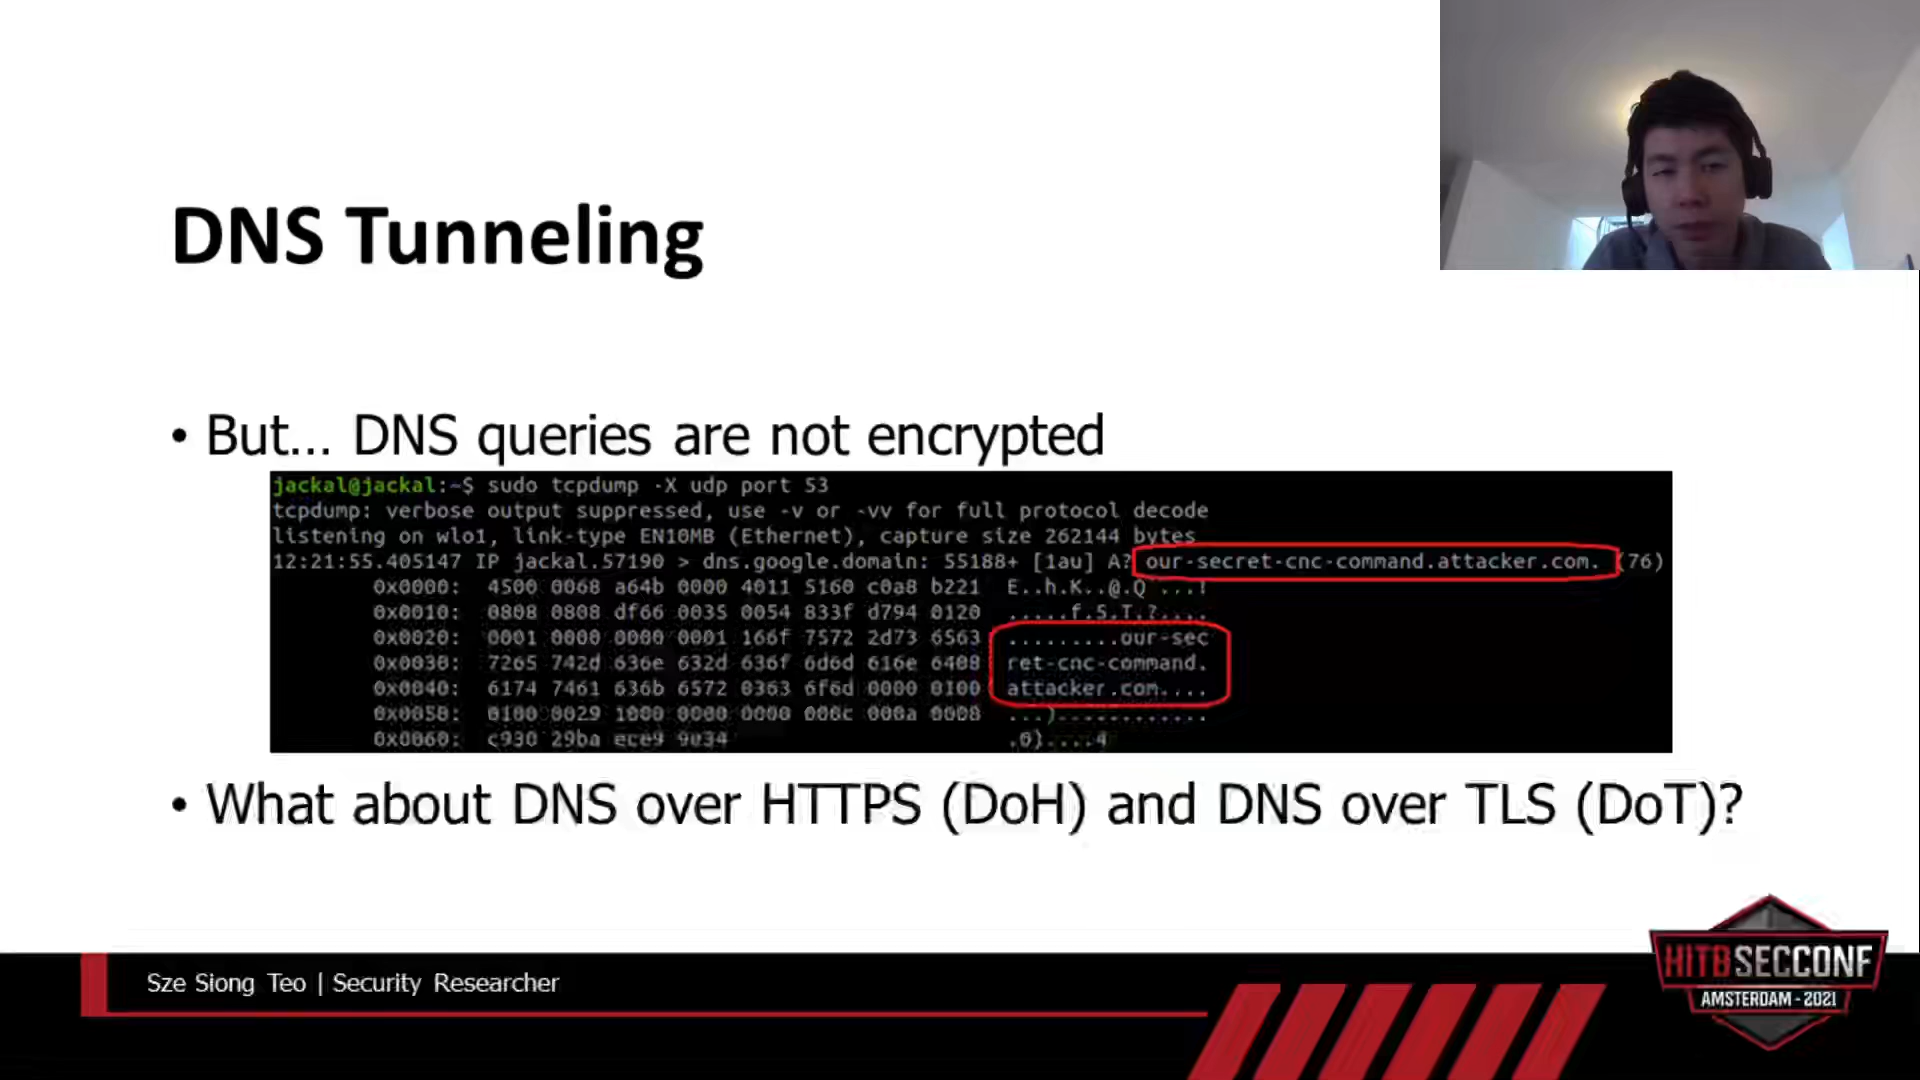 DNS Tunneling
• But... DNS queries are not encrypted
jackal@jackal:~$ sudo tcpdump -X udp port 53
tcpdump: verbose output suppressed, use -v or -vv for full protocol decode
listening on wlo1, link-type EN10MB (Ethernet), capture size 262144 bytes
12:21:55.405147 IP jackal.57190 > dns.google.domain: 55188+ [1au] A? our-secret-cnc-command.attacker.com. (76)
0x0000: 4500 0068 a64b 0000 4011 5160 c0a8 b221 E..h.K..@.Q`...!
0x0010: 0808 0808 df66 0035 0054 833f d794 0120 .....f.5.T.?....
0x0020: 0001 0000 0000 0001 166f 7572 2d73 6563 .........our-sec
0x0030: 7265 742d 636e 632d 636f 6d6d 616e 6408 ret-cnc-command.
0x0040: 6174 7461 636b 6572 0363 6f6d 0000 0100 attacker.com....
0x0050: 0100 0029 1000 0000 0000 000c 000a 0008 ...)............
0x0060: c930 29ba ece9 9034 .0)....4
• What about DNS over HTTPS (DoH) and DNS over TLS (DoT)?
Sze Siong Teo | Security Researcher
HITBSECCONF
AMSTERDAM - 2021